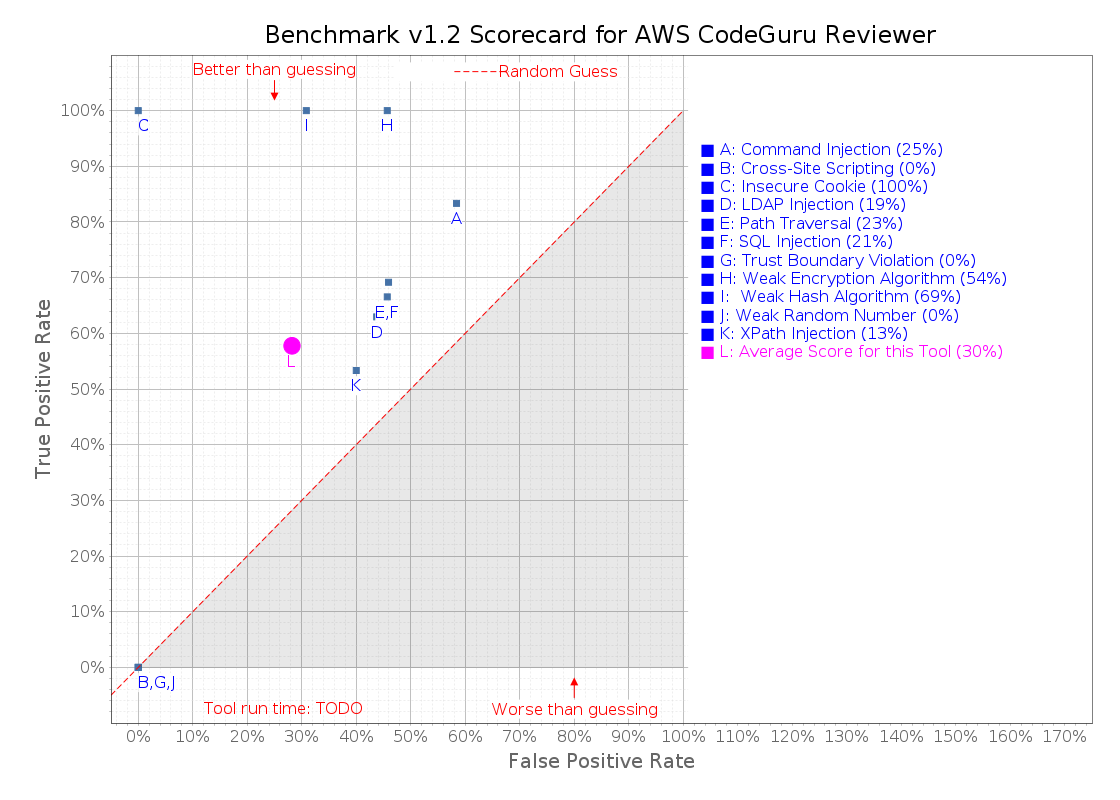 Benchmark v1.2 Scorecard for AWS CodeGuru Reviewer
Better than guessing
Random Guess
100%
90%
80%
70%
60%
50%
40%
30%
20%
10%
0%
True Positive Rate
C
I
H
A
E,F
D
L
K
B,G,J
A: Command Injection (25%)
B: Cross-Site Scripting (0%)
C: Insecure Cookie (100%)
D: LDAP Injection (19%)
E: Path Traversal (23%)
F: SQL Injection (21%)
G: Trust Boundary Violation (0%)
H: Weak Encryption Algorithm (54%)
I:  Weak Hash Algorithm (69%)
J: Weak Random Number (0%)
K: XPath Injection (13%)
L: Average Score for this Tool (30%)
Tool run time: TODO
Worse than guessing
0% 10% 20% 30% 40% 50% 60% 70% 80% 90% 100% 110% 120% 130% 140% 150% 160% 170%
False Positive Rate